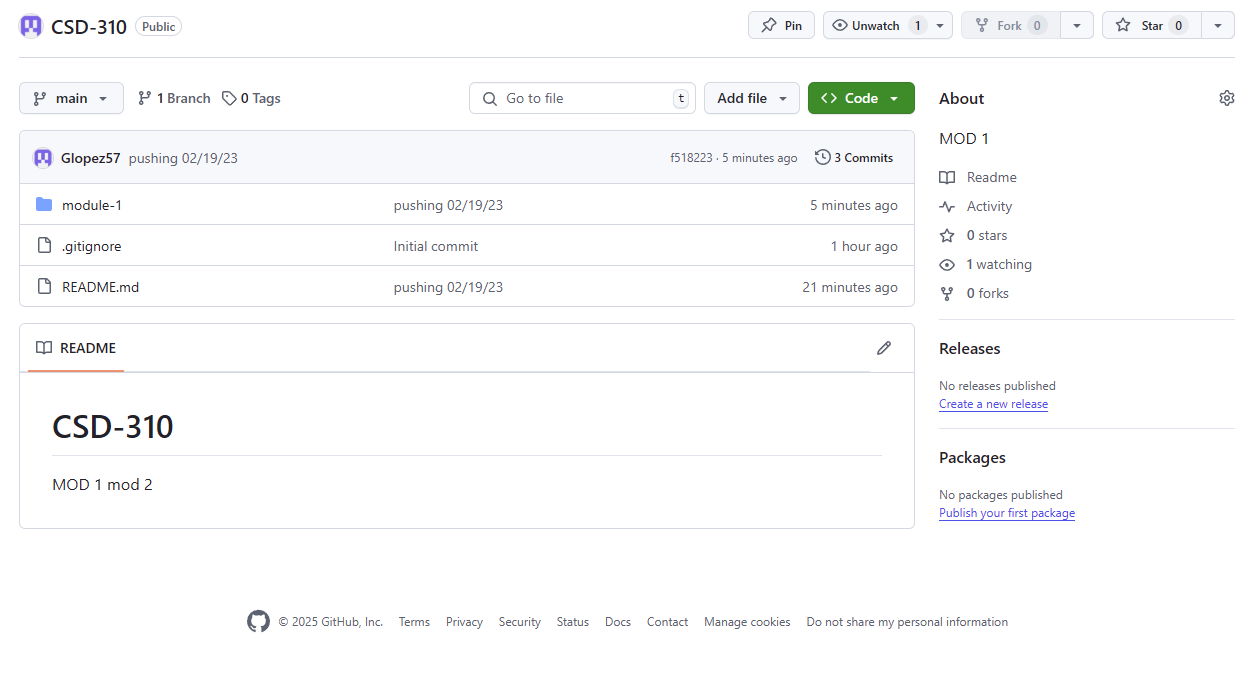 CSD-310 Public Pin Unwatch 1 Fork 0 Star 0
main 1 Branch 0 Tags Go to file t Add file Code
Glopez57 pushing 02/19/23 f518223 · 5 minutes ago 3 Commits
module-1 pushing 02/19/23 5 minutes ago
.gitignore Initial commit 1 hour ago
README.md pushing 02/19/23 21 minutes ago
README
CSD-310
MOD 1 mod 2
About
MOD 1
Readme
Activity
0 stars
1 watching
0 forks
Releases
No releases published
Create a new release
Packages
No packages published
Publish your first package
© 2025 GitHub, Inc. Terms Privacy Security Status Docs Contact Manage cookies Do not share my personal information